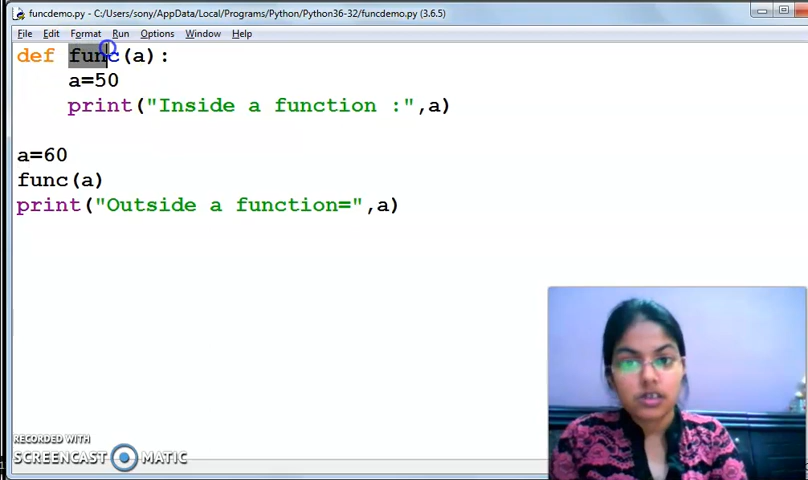 funcdemo.py - C:/Users/sony/AppData/Local/Programs/Python/Python36-32/funcdemo.py (3.6.5)
File Edit Format Run Options Window Help
def func(a):
    a=50
    print("Inside a function :",a)
a=60
func(a)
print("Outside a function=",a)
RECORDED WITH
SCREENCAST MATIC